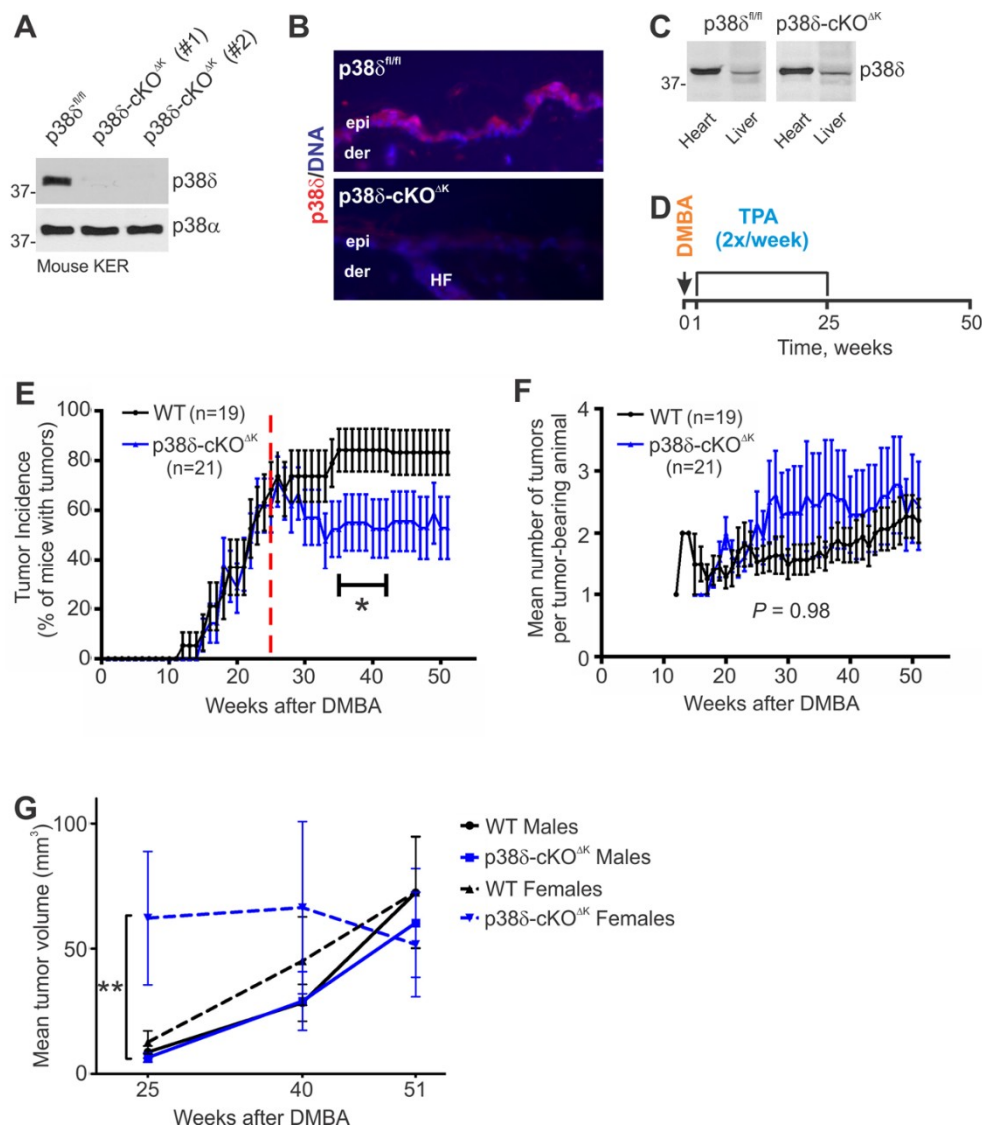 A
p38δfl/fl
p38δ-cKOΔK (#1)
p38δ-cKOΔK (#2)
37-
p38δ
37-
p38α
Mouse KER
B
p38δ/DNA
p38δfl/fl
epi
der
p38δ-cKOΔK
epi
der
HF
C
p38δfl/fl
p38δ-cKOΔK
37-
p38δ
Heart
Liver
Heart
Liver
D
DMBA
TPA
(2x/week)
0 1 25 50
Time, weeks
E
WT (n=19)
p38δ-cKOΔK
(n=21)
Tumor Incidence
(% of mice with tumors)
100
80
60
40
20
0
*
0 10 20 30 40 50
Weeks after DMBA
F
WT (n=19)
p38δ-cKOΔK
(n=21)
Mean number of tumors
per tumor-bearing animal
4
3
2
1
0
P = 0.98
0 10 20 30 40 50
Weeks after DMBA
G
Mean tumor volume (mm3)
100
50
0
**
25 40 51
Weeks after DMBA
WT Males
p38δ-cKOΔK Males
WT Females
p38δ-cKOΔK Females